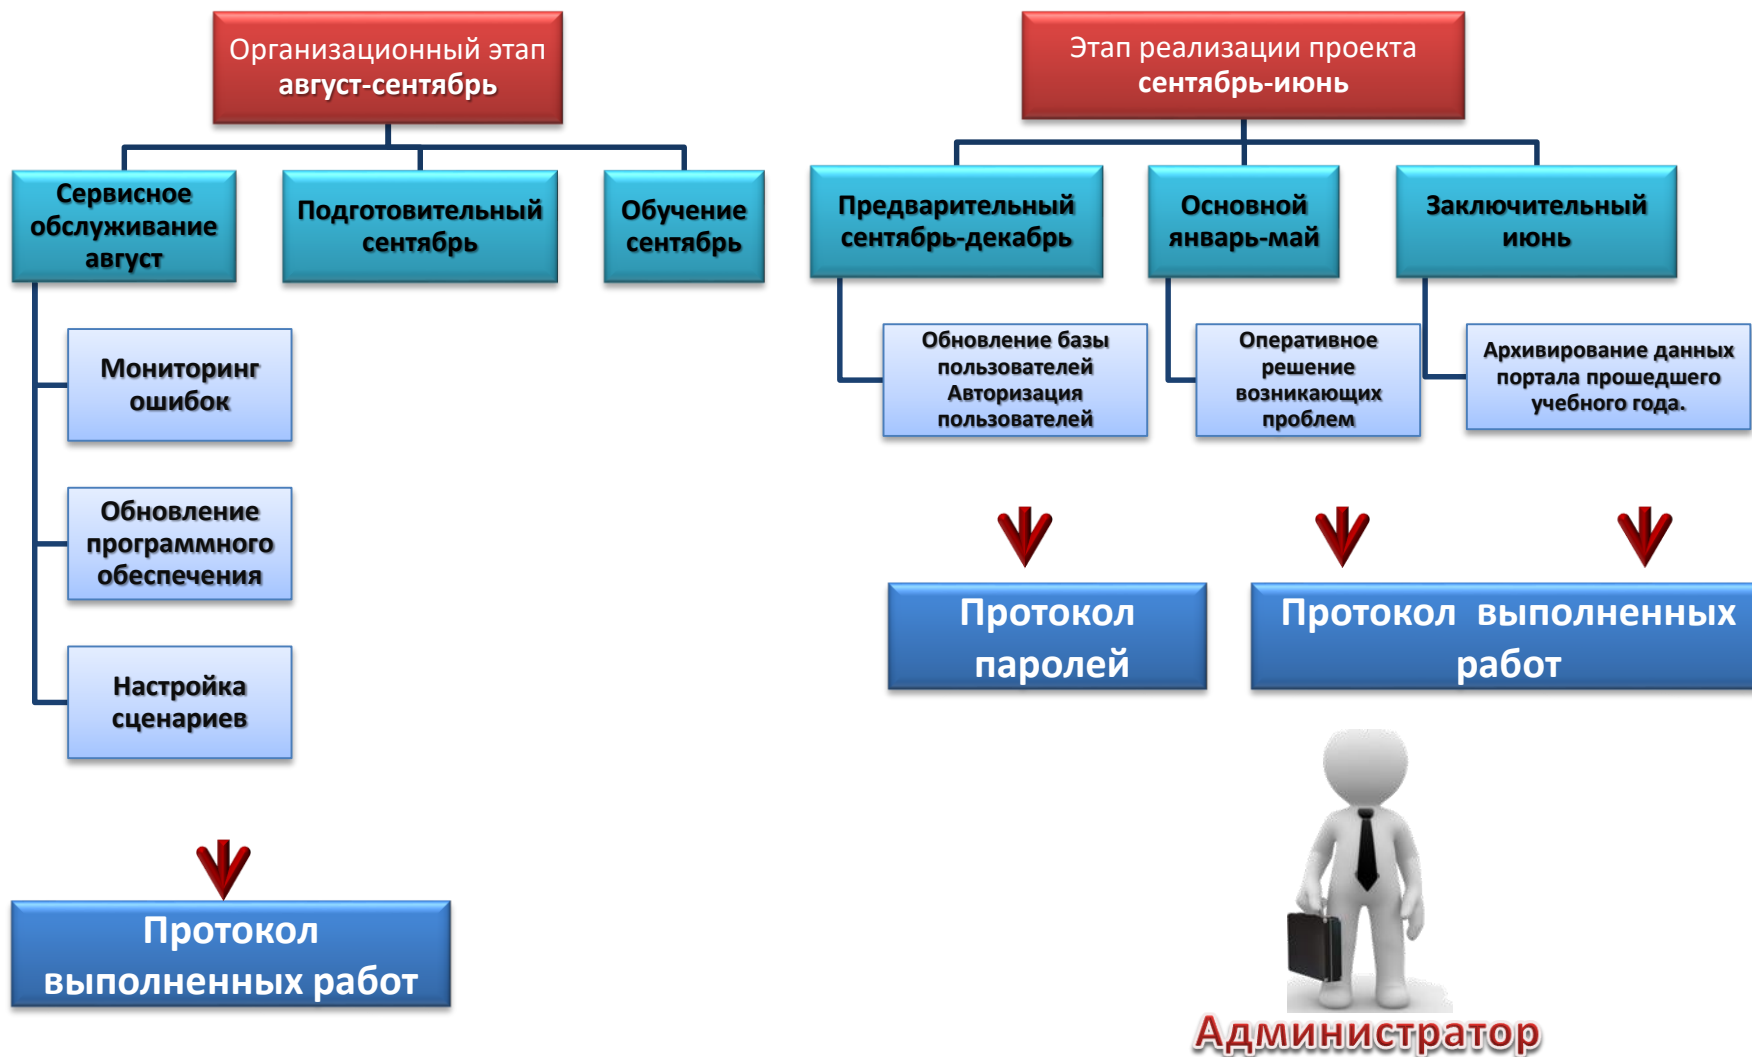 Организационный этап
август-сентябрь
Сервисное
обслуживание
август
Подготовительный
сентябрь
Обучение
сентябрь
Мониторинг
ошибок
Обновление
программного
обеспечения
Настройка
сценариев
Протокол
выполненных работ
Этап реализации проекта
сентябрь-июнь
Предварительный
сентябрь-декабрь
Основной
январь-май
Заключительный
июнь
Обновление базы
пользователей
Авторизация
пользователей
Оперативное
решение
возникающих
проблем
Архивирование данных
портала прошедшего
учебного года.
Протокол
паролей
Протокол выполненных
работ
Администратор